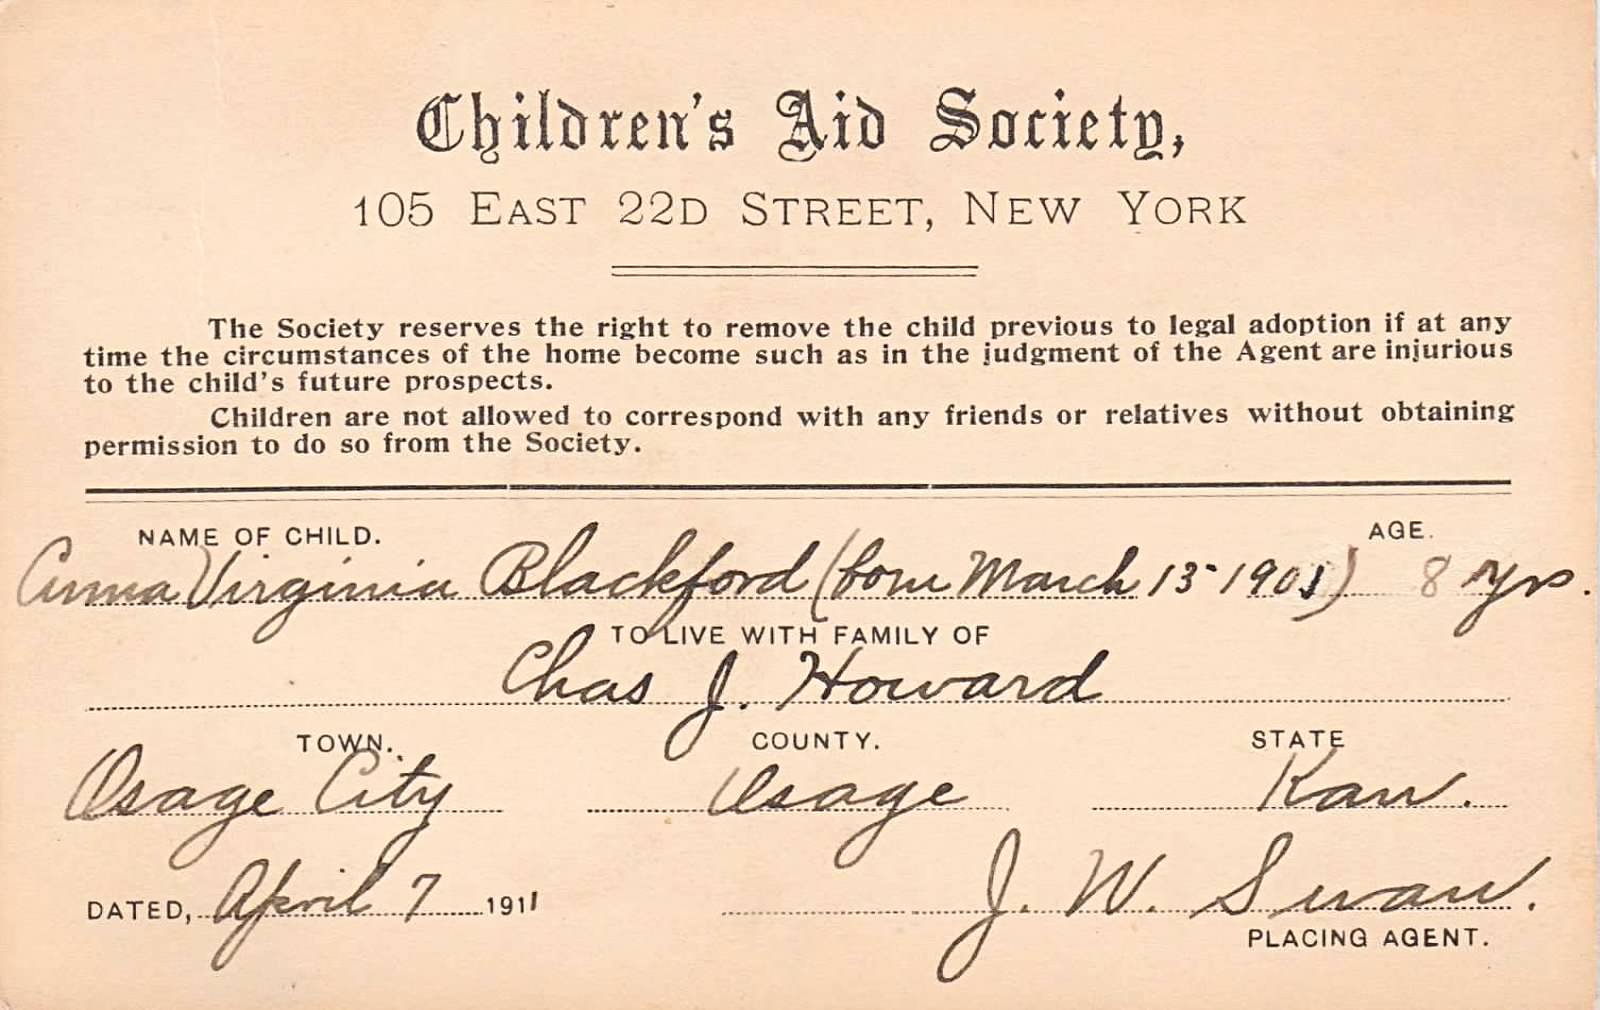 Children's Aid Society,
105 EAST 22D STREET, NEW YORK
The Society reserves the right to remove the child previous to legal adoption if at any
time the circumstances of the home become such as in the judgment of the Agent are injurious
to the child's future prospects.
Children are not allowed to correspond with any friends or relatives without obtaining
permission to do so from the Society.
NAME OF CHILD. AGE.
Anna Virginia Blackford (born March 13-1901) 8 yrs.
TO LIVE WITH FAMILY OF
Chas J. Howard
TOWN. COUNTY. STATE
Osage City Osage Kan.
DATED, April 7 1911 J. W. Swan.
PLACING AGENT.